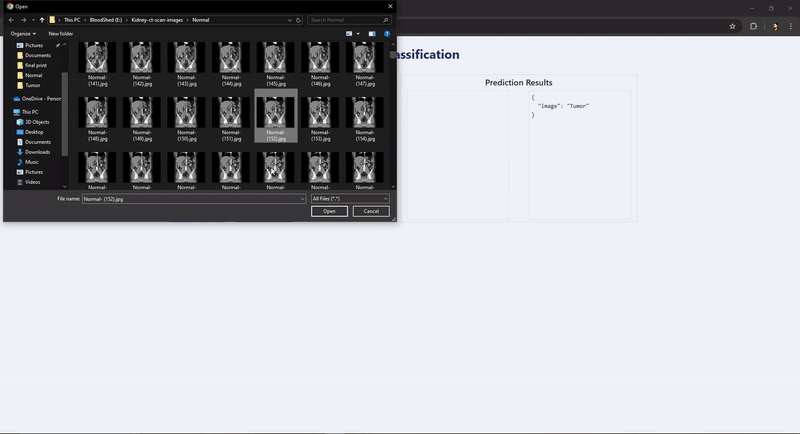 Open
This PC › BloodShed (E:) › Kidney-ct-scan-images › Normal
Search Normal
Organize
New folder
Pictures
Documents
final print
Normal
Tumor
OneDrive - Person
This PC
3D Objects
Desktop
Documents
Downloads
Music
Pictures
Videos
Normal-
(141).jpg
Normal-
(142).jpg
Normal-
(143).jpg
Normal-
(144).jpg
Normal-
(145).jpg
Normal-
(146).jpg
Normal-
(147).jpg
Normal-
(148).jpg
Normal-
(149).jpg
Normal-
(150).jpg
Normal-
(151).jpg
Normal-
(152).jpg
Normal-
(153).jpg
Normal-
(154).jpg
Normal-
Normal-
Normal-
Normal-
Normal-
Normal-
Normal-
File name:
Normal- (152).jpg
All Files (*.*)
Open
Cancel
assification
Prediction Results
{
"image": "Tumor"
}